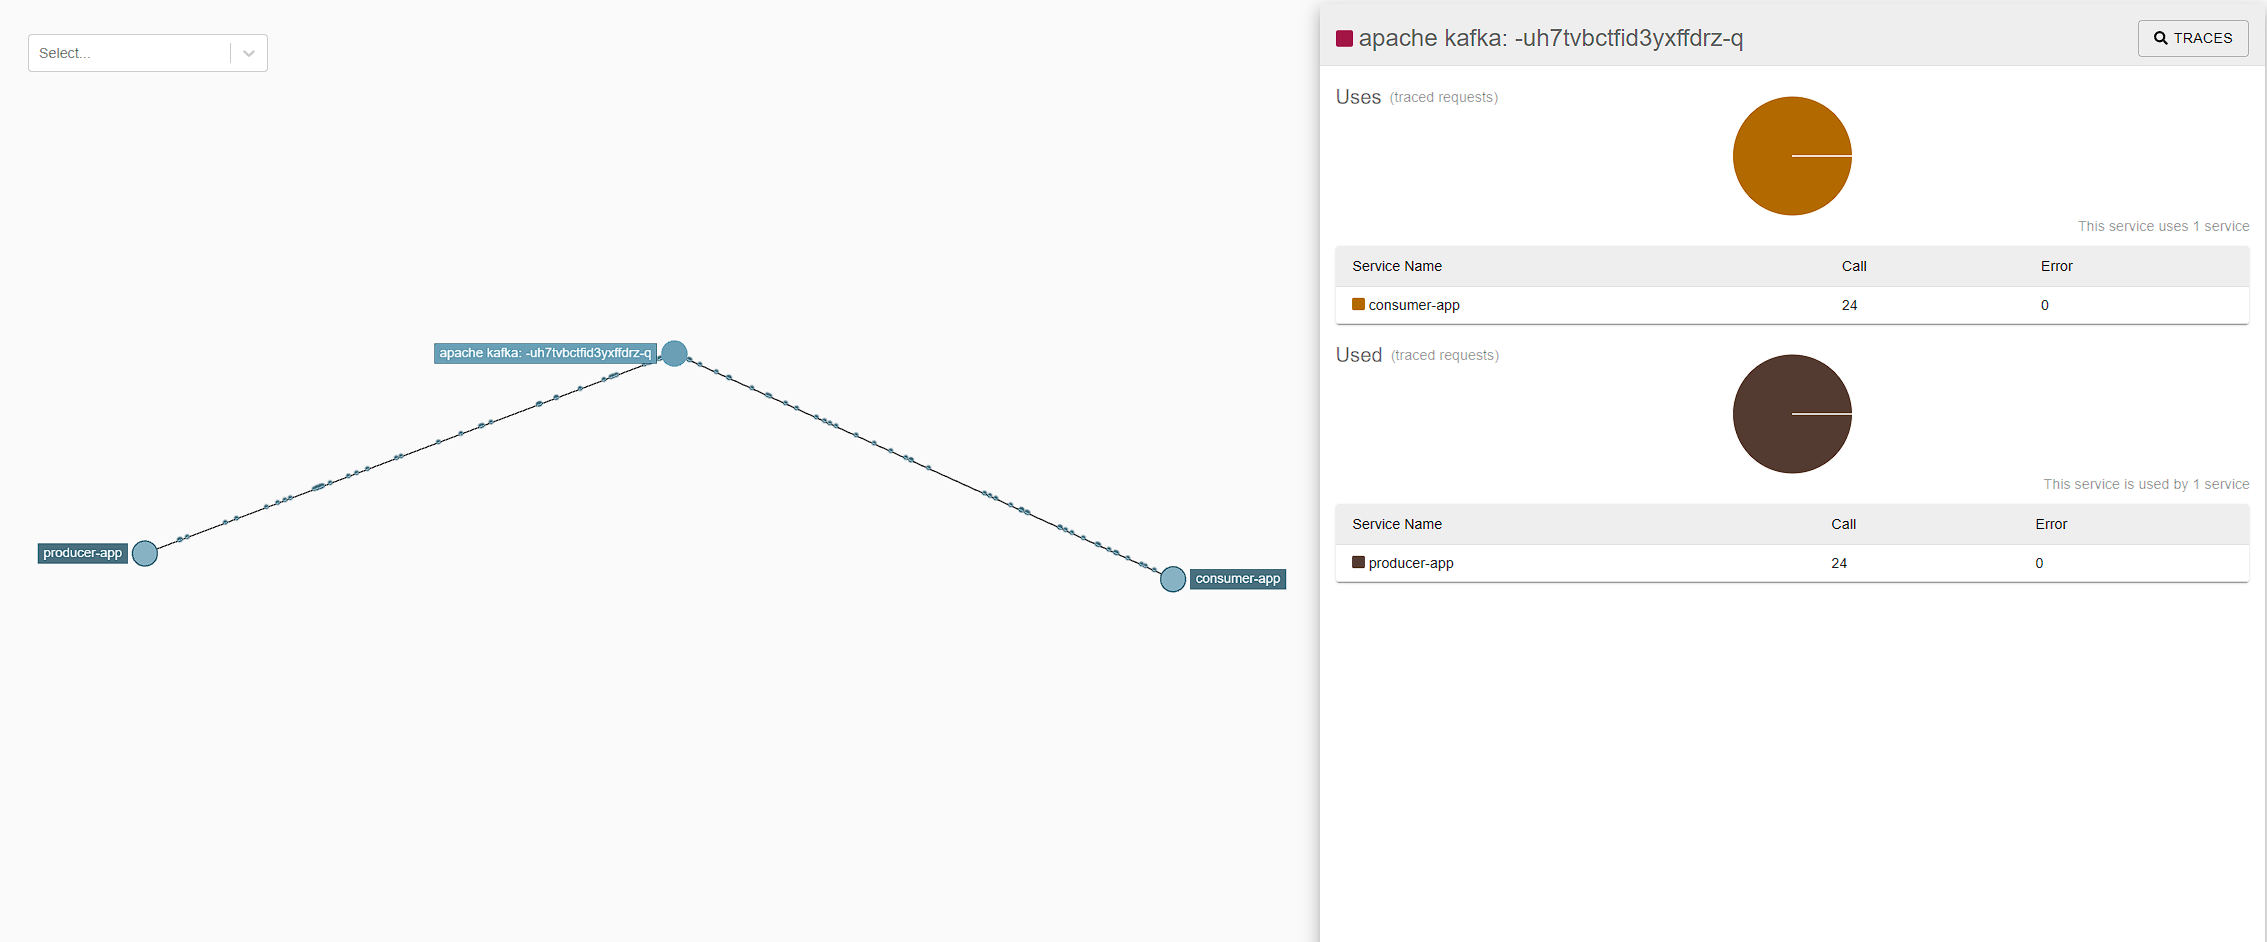 Select...
apache kafka: -uh7tvbctfid3yxffdrz-q
producer-app
consumer-app
apache kafka: -uh7tvbctfid3yxffdrz-q
TRACES
Uses (traced requests)
This service uses 1 service
Service Name Call Error
consumer-app 24 0
Used (traced requests)
This service is used by 1 service
Service Name Call Error
producer-app 24 0